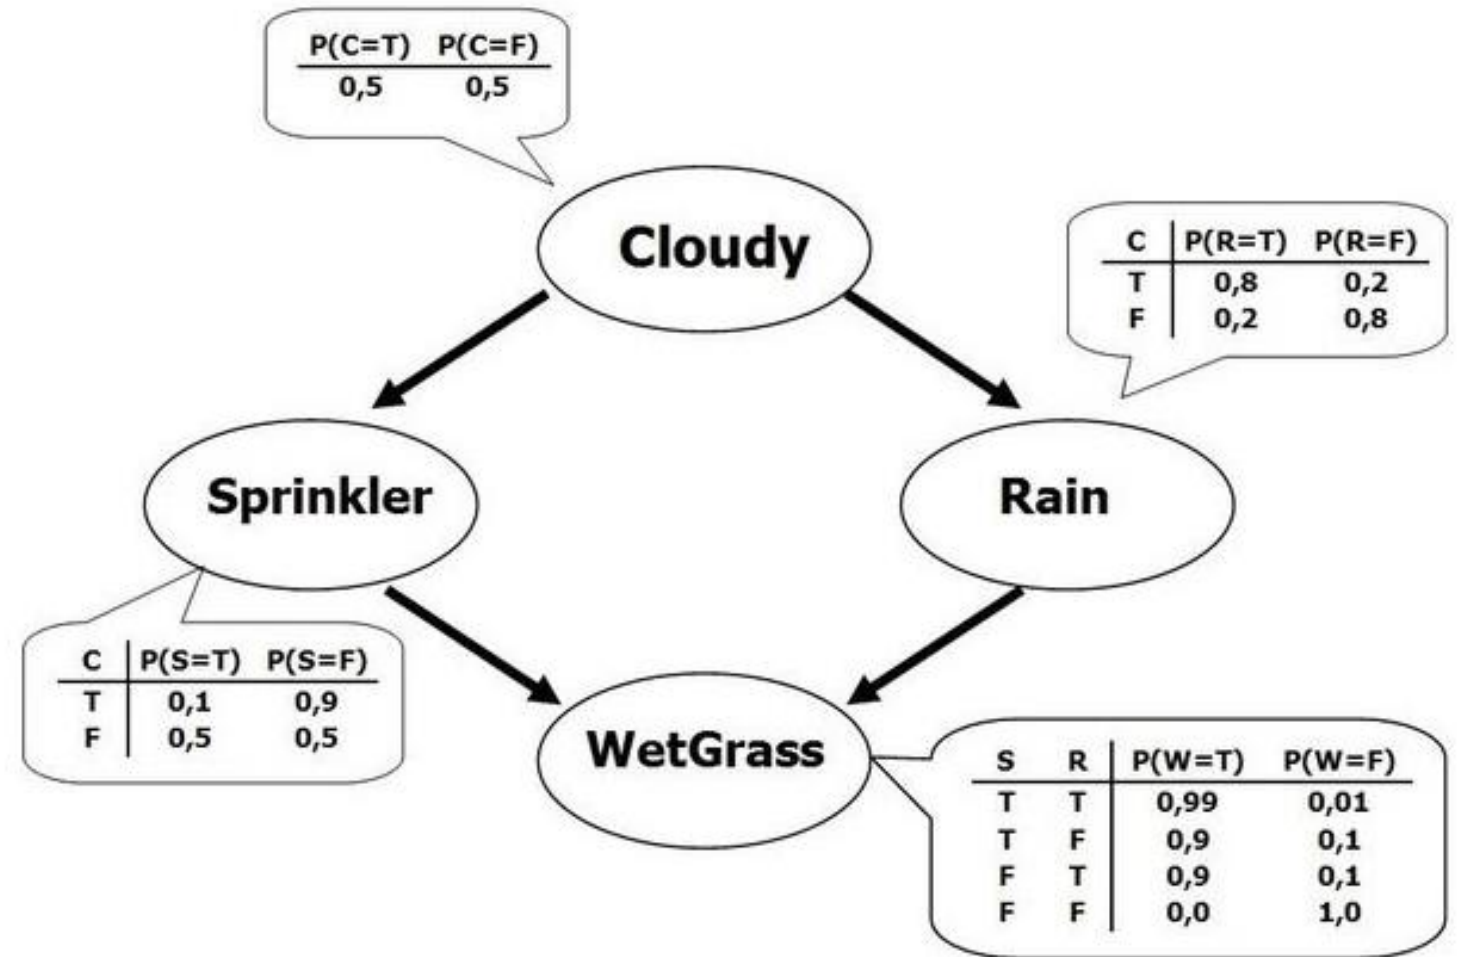 P(C=T) P(C=F)
0,5 0,5
Cloudy
C P(R=T) P(R=F)
T 0,8 0,2
F 0,2 0,8
Sprinkler
Rain
C P(S=T) P(S=F)
T 0,1 0,9
F 0,5 0,5
WetGrass
S R P(W=T) P(W=F)
T T 0,99 0,01
T F 0,9 0,1
F T 0,9 0,1
F F 0,0 1,0